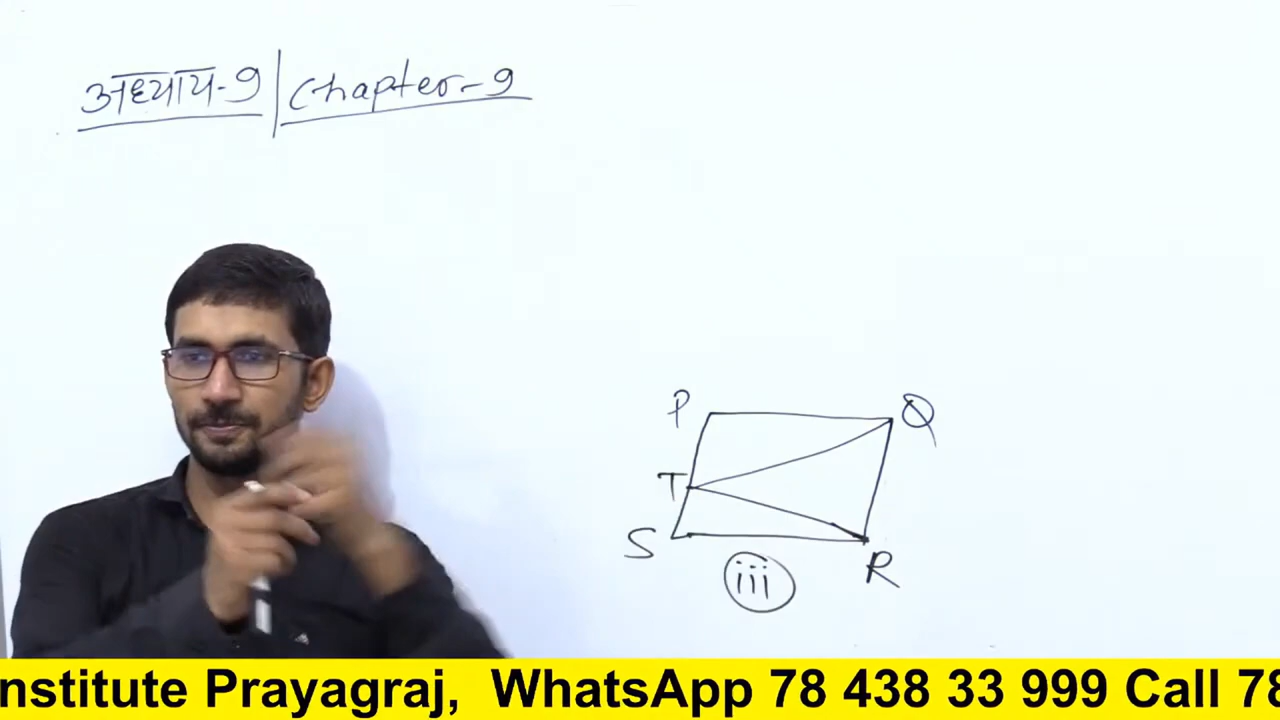 अध्याय-9 | Chapter-9
P Q
T
S R
iii
nstitute Prayagraj, WhatsApp 78 438 33 999 Call 78